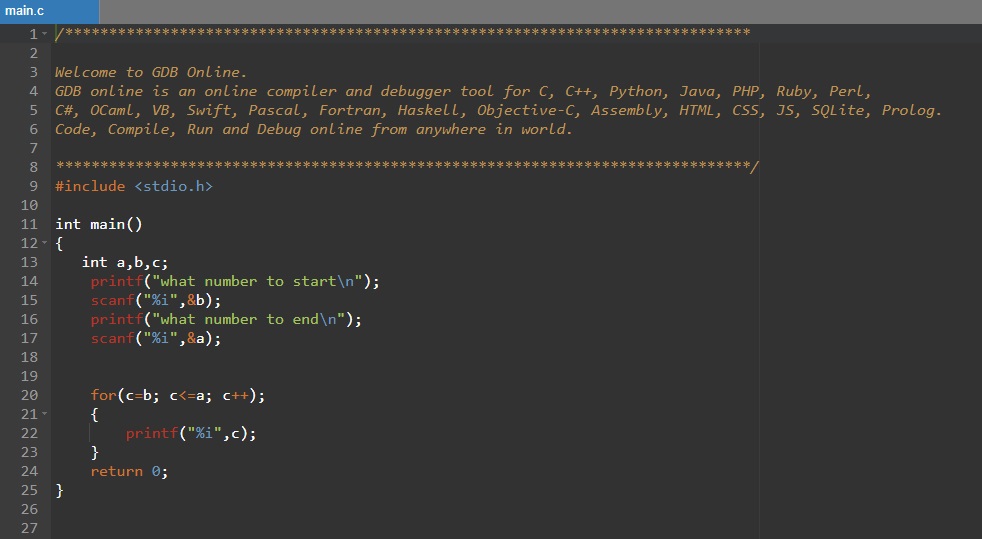 main.c
1 /******************************************************************************
2
3 Welcome to GDB Online.
4 GDB online is an online compiler and debugger tool for C, C++, Python, Java, PHP, Ruby, Perl,
5 C#, OCaml, VB, Swift, Pascal, Fortran, Haskell, Objective-C, Assembly, HTML, CSS, JS, SQLite, Prolog.
6 Code, Compile, Run and Debug online from anywhere in world.
7
8 *******************************************************************************/
9 #include <stdio.h>
10
11 int main()
12 {
13    int a,b,c;
14     printf("what number to start\n");
15     scanf("%i",&b);
16     printf("what number to end\n");
17     scanf("%i",&a);
18
19
20     for(c=b; c<=a; c++);
21     {
22         printf("%i",c);
23     }
24     return 0;
25 }
26
27